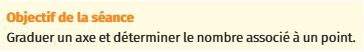 Objectif de la séance
Graduer un axe et déterminer le nombre associé à un point.